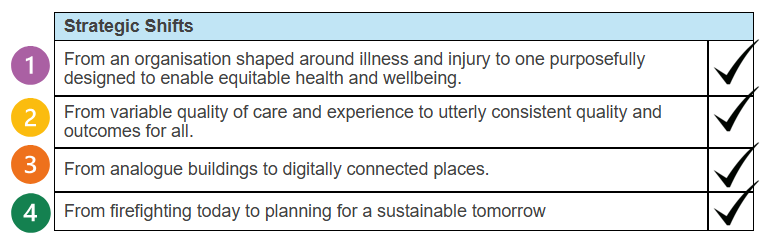 Strategic Shifts
1 From an organisation shaped around illness and injury to one purposefully
designed to enable equitable health and wellbeing.
2 From variable quality of care and experience to utterly consistent quality and
outcomes for all.
3 From analogue buildings to digitally connected places.
4 From firefighting today to planning for a sustainable tomorrow